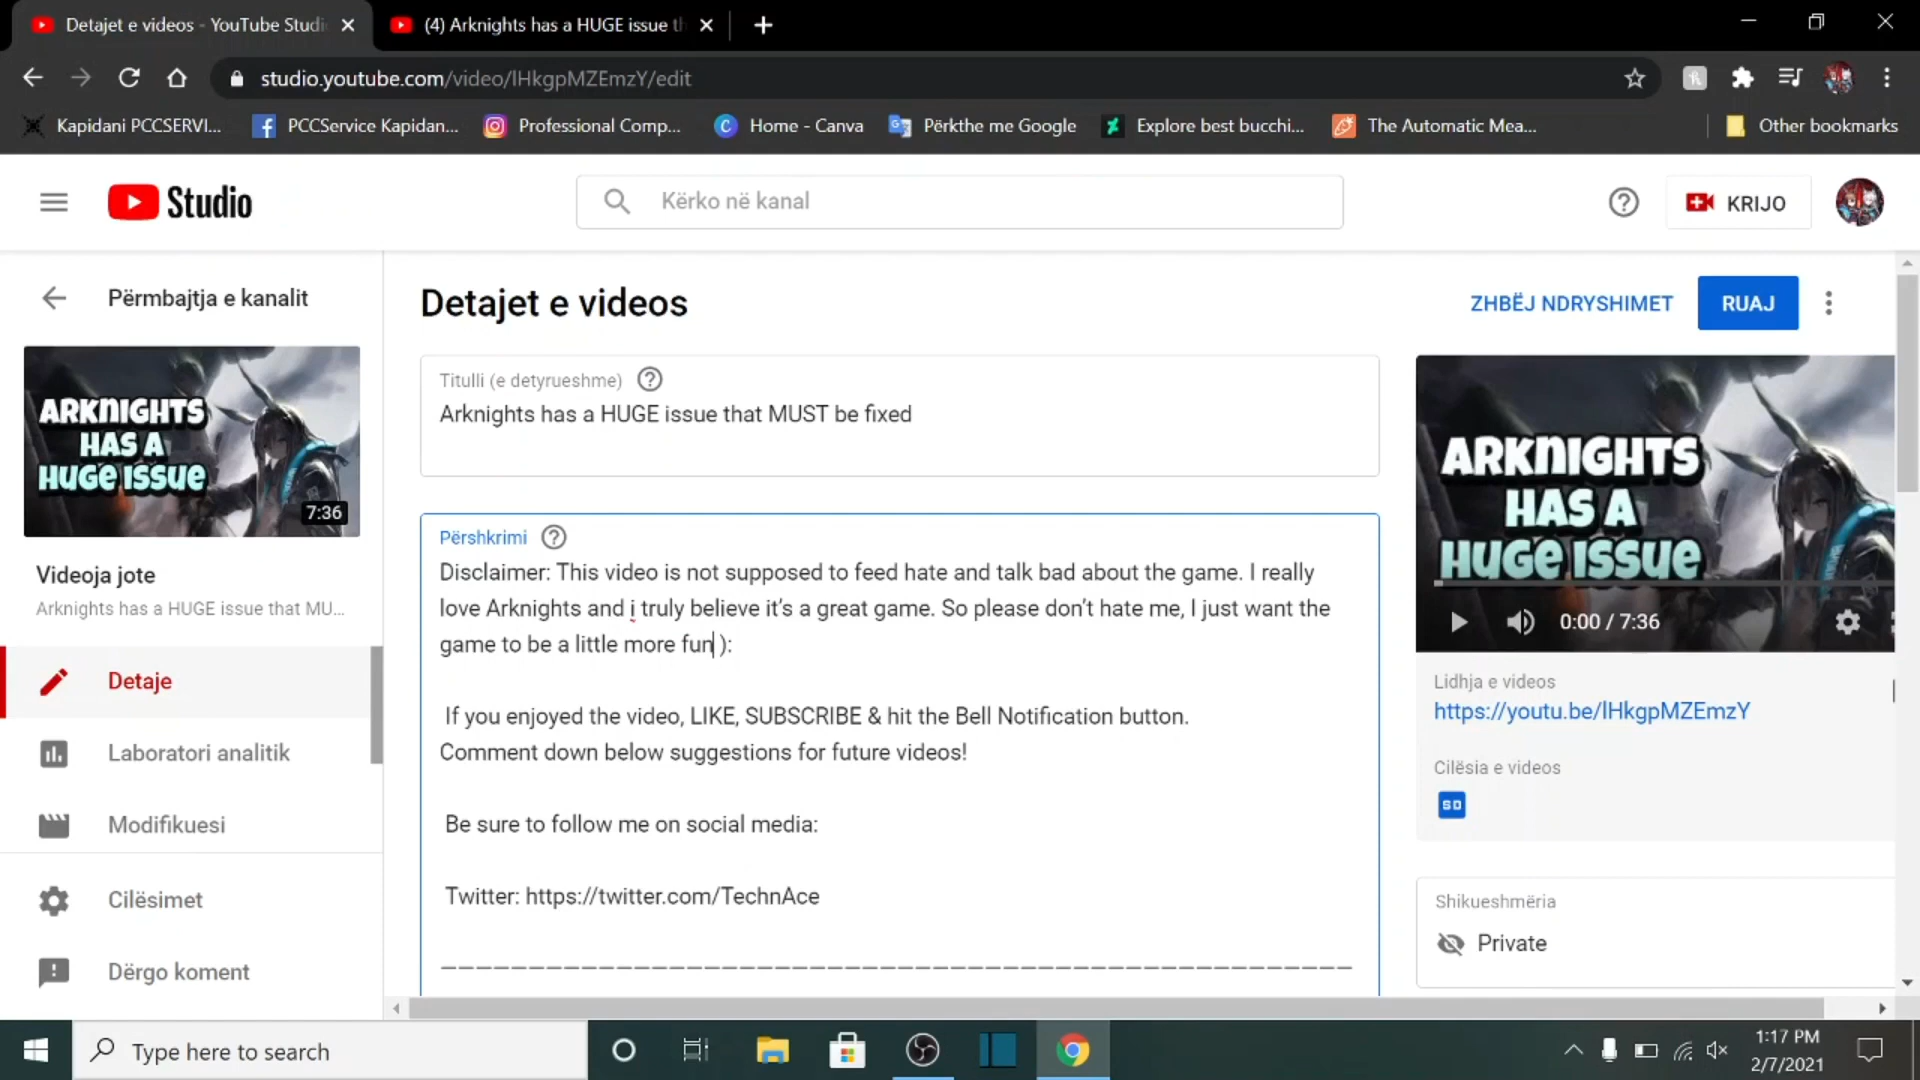 Detajet e videos - YouTube Studi
(4) Arknights has a HUGE issue th
studio.youtube.com/video/lHkgpMZEmzY/edit
Kapidani PCCSERVI...
PCCService Kapidan...
Professional Comp...
Home - Canva
Përkthe me Google
Explore best bucchi...
The Automatic Mea...
Other bookmarks
Studio
Kërko në kanal
KRIJO
Përmbajtja e kanalit
Detajet e videos
ZHBËJ NDRYSHIMET
RUAJ
ARKNIGHTS
HAS A
HUGE ISSUE
7:36
Videoja jote
Arknights has a HUGE issue that MU...
Detaje
Laboratori analitik
Modifikuesi
Cilësimet
Dërgo koment
Titulli (e detyrueshme)
Arknights has a HUGE issue that MUST be fixed
Përshkrimi
Disclaimer: This video is not supposed to feed hate and talk bad about the game. I really
love Arknights and i truly believe it’s a great game. So please don’t hate me, I just want the
game to be a little more fun ):
If you enjoyed the video, LIKE, SUBSCRIBE & hit the Bell Notification button.
Comment down below suggestions for future videos!
Be sure to follow me on social media:
Twitter: https://twitter.com/TechnAce
ARKNIGHTS
HAS A
HUGE ISSUE
0:00 / 7:36
Lidhja e videos
https://youtu.be/lHkgpMZEmzY
Cilësia e videos
SD
Shikueshmëria
Private
Type here to search
1:17 PM
2/7/2021